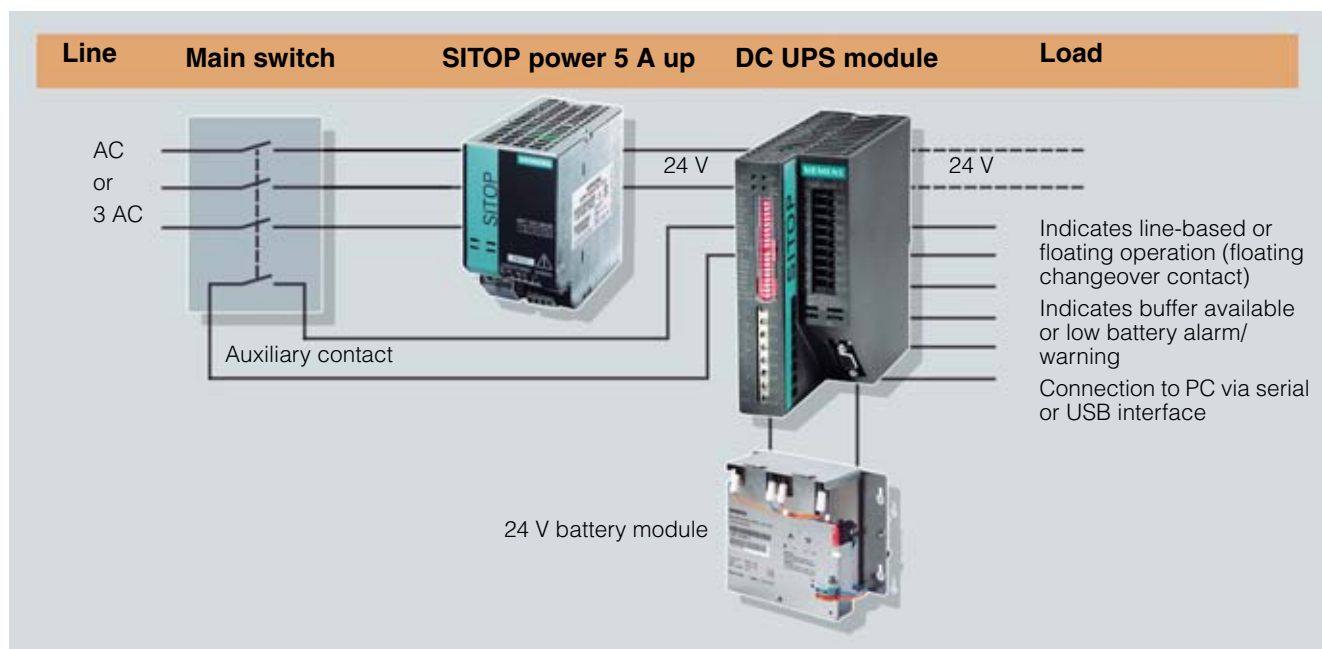 Line
Main switch
SITOP power 5 A up
DC UPS module
Load
AC
or
3 AC
24 V
24 V
SIEMENS
SITOP
SIEMENS
SITOP
Indicates line-based or
floating operation (floating
changeover contact)
Indicates buffer available
or low battery alarm/
warning
Connection to PC via serial
or USB interface
Auxiliary contact
24 V battery module